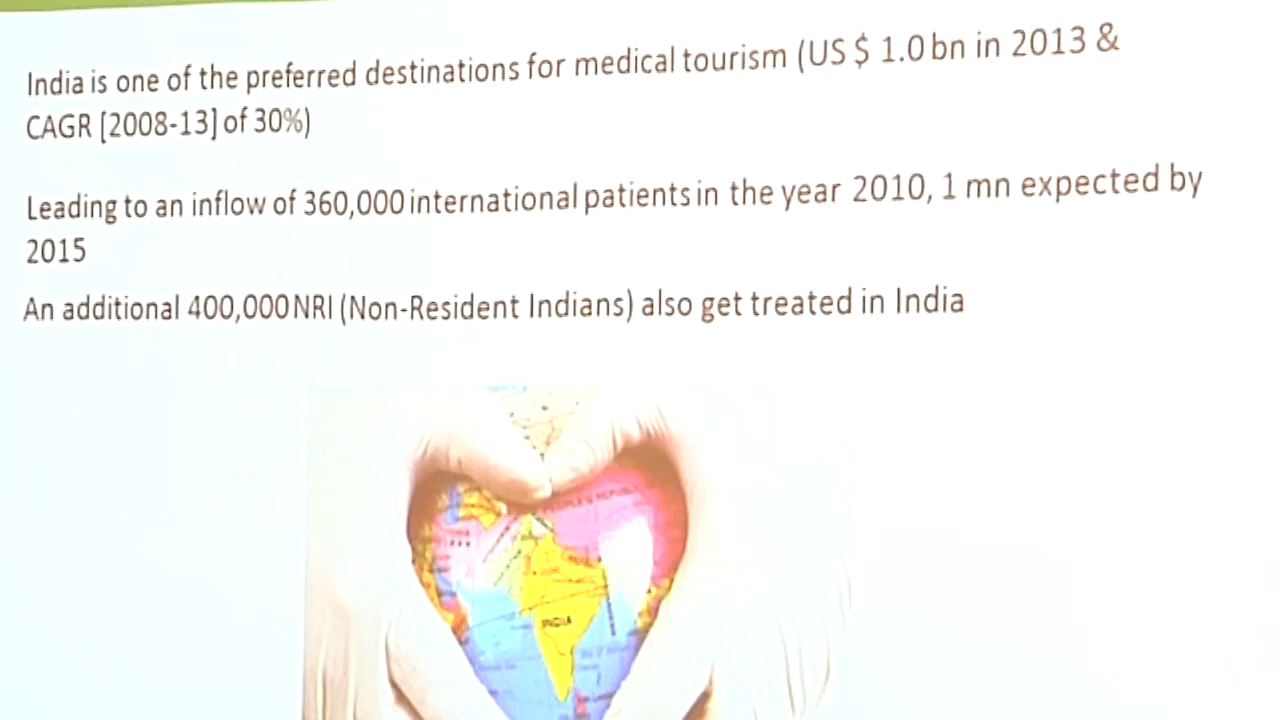 India is one of the preferred destinations for medical tourism (US $ 1.0 bn in 2013 &
CAGR [2008-13] of 30%)
Leading to an inflow of 360,000 international patients in the year 2010, 1 mn expected by
2015
An additional 400,000 NRI (Non-Resident Indians) also get treated in India
INDIA